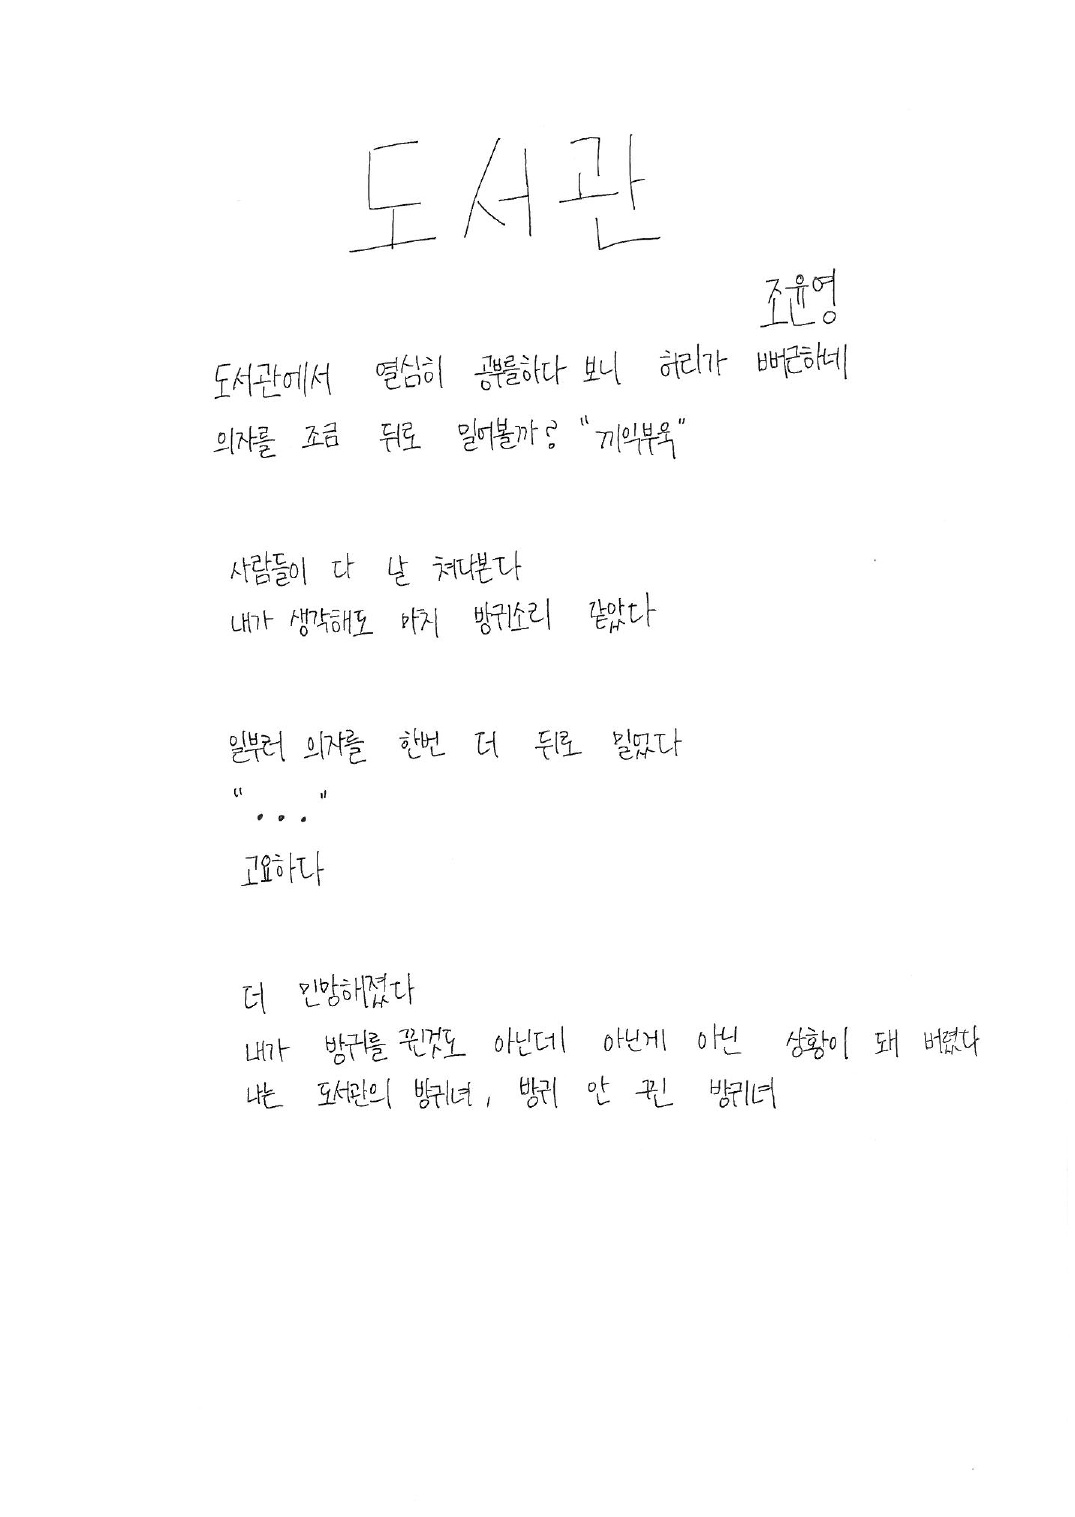 도서관
조윤영
도서관에서 열심히 공부를하다 보니 허리가 뻐근하네
의자를 조금 뒤로 밀어볼까? "끼익부욱"
사람들이 다 날 쳐다본다
내가 생각해도 마치 방귀소리 같았다
일부러 의자를 한번 더 뒤로 밀었다
"..."
고요하다
더 민망해졌다
내가 방귀를 뀐것도 아닌데 아닌게 아닌 상황이 돼 버렸다
나는 도서관의 방귀녀, 방귀 안 뀐 방귀녀